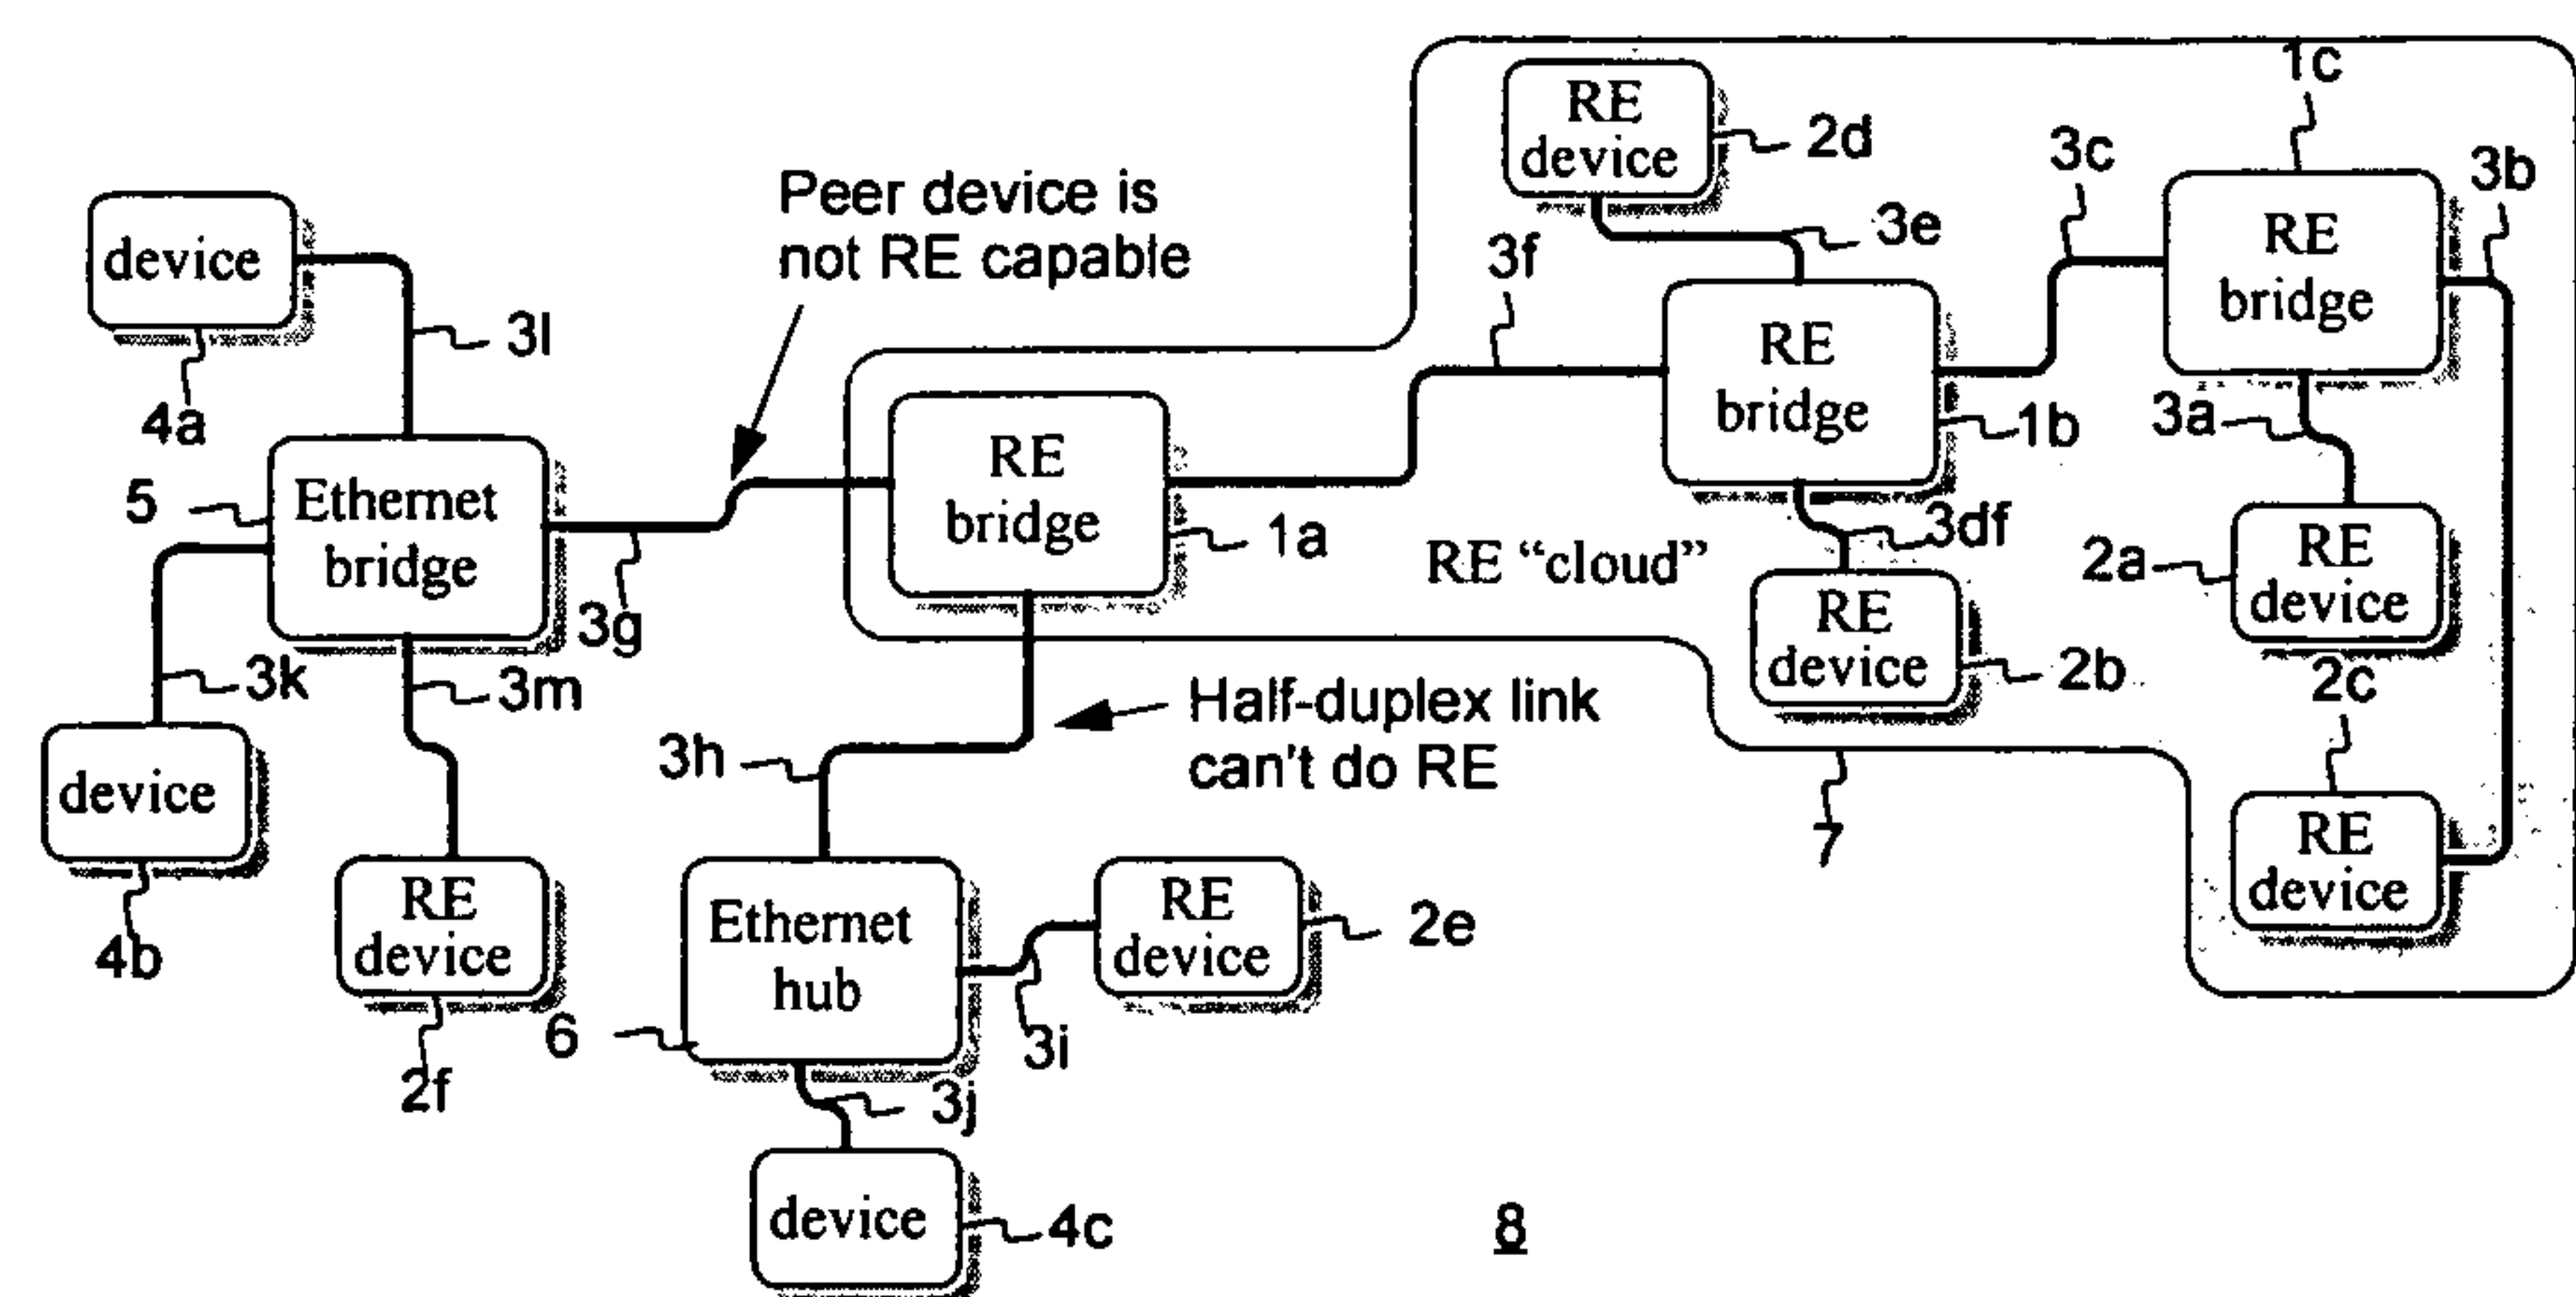 1c
RE
device
2d
3c
3b
Peer device is
not RE capable
RE
bridge
3e
3f
device
RE
bridge
3l
4a
3a
1b
RE
bridge
5
Ethernet
bridge
1a
3df
RE "cloud"
2a
RE
device
3g
RE
device
2b
2c
3k
3m
Half-duplex link
can't do RE
3h
device
7
RE
device
RE
device
Ethernet
hub
RE
device
2e
4b
6
3i
2f
3j
device
4c
8